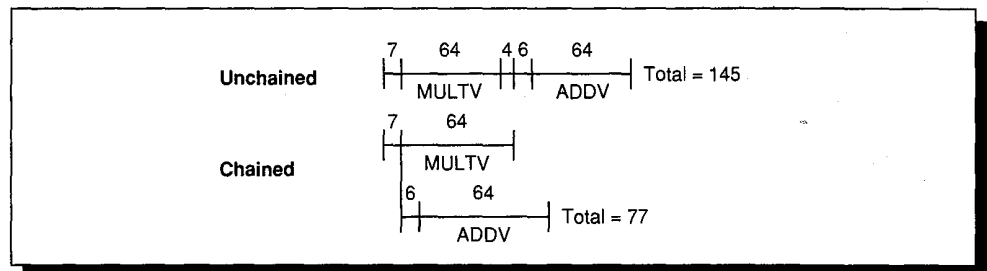 7 64 4 6 64
Unchained Total = 145
MULTV ADDV
7 64
MULTV
Chained
6 64
Total = 77
ADDV